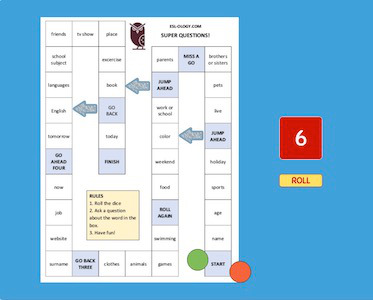 ESL-OLOGY.COM
SUPER QUESTIONS!
friends
tv show
place
school subject
excercise
parents
MISS A GO
brothers or sisters
languages
book
JUMP AHEAD
pets
English
GO BACK
work or school
live
tomorrow
today
color
JUMP AHEAD
GO AHEAD FOUR
FINISH
weekend
holiday
now
food
sports
RULES
1. Roll the dice
2. Ask a question about the word in the box.
3. Have fun!
job
ROLL AGAIN
age
website
swimming
name
surname
GO BACK THREE
clothes
animals
games
START
6
ROLL